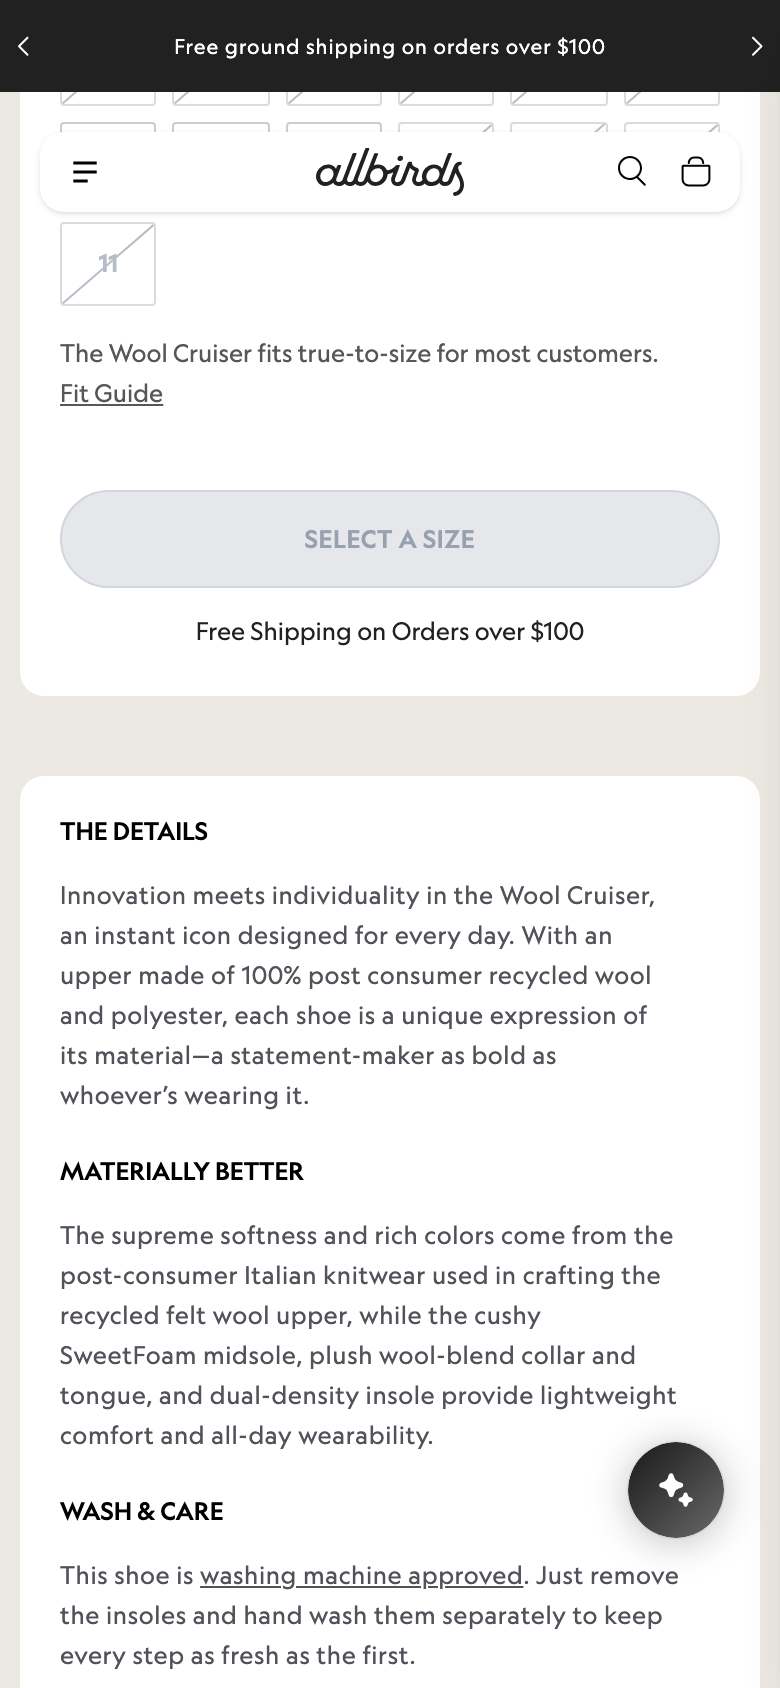 Free ground shipping on orders over $100
allbirds
11
The Wool Cruiser fits true-to-size for most customers.
Fit Guide
SELECT A SIZE
Free Shipping on Orders over $100
THE DETAILS
Innovation meets individuality in the Wool Cruiser,
an instant icon designed for every day. With an
upper made of 100% post consumer recycled wool
and polyester, each shoe is a unique expression of
its material—a statement-maker as bold as
whoever’s wearing it.
MATERIALLY BETTER
The supreme softness and rich colors come from the
post-consumer Italian knitwear used in crafting the
recycled felt wool upper, while the cushy
SweetFoam midsole, plush wool-blend collar and
tongue, and dual-density insole provide lightweight
comfort and all-day wearability.
WASH & CARE
This shoe is washing machine approved. Just remove
the insoles and hand wash them separately to keep
every step as fresh as the first.